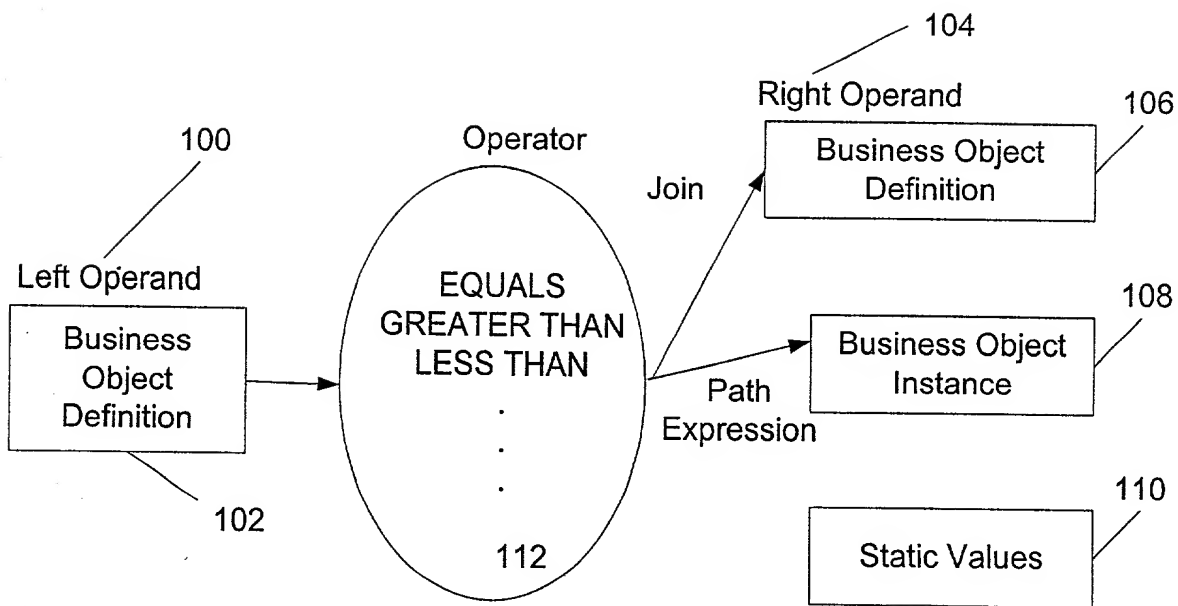 104
Right Operand
106
100
Operator
Business Object
Definition
Join
Left Operand
EQUALS
GREATER THAN
LESS THAN
.
.
.
108
Business
Object
Definition
Business Object
Instance
Path
Expression
102
112
110
Static Values